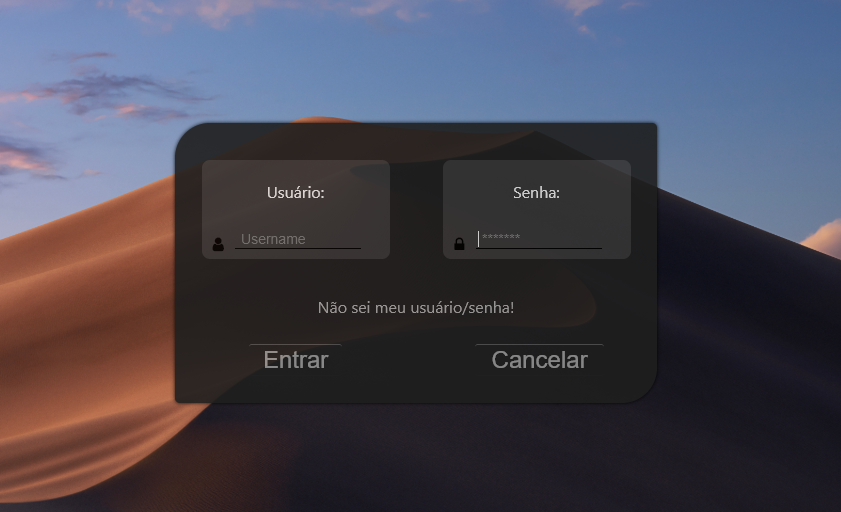 Usuário:
Senha:
Username
*******
Não sei meu usuário/senha!
Entrar
Cancelar